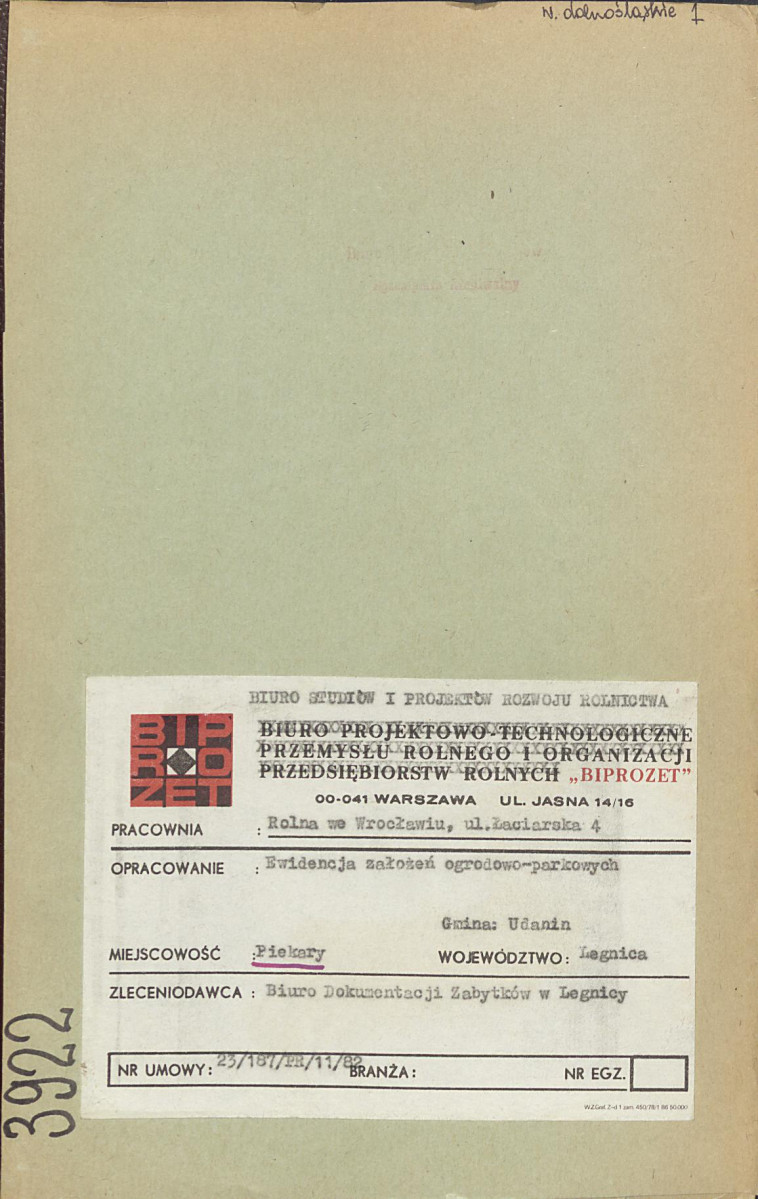 w. dolnośląskie 1
BIURO STUDIÓW I PROJEKTÓW ROZWOJU ROLNICTWA
BIPROZET
BIURO PROJEKTOWO-TECHNOLOGICZNE
PRZEMYSŁU ROLNEGO I ORGANIZACJI
PRZEDSIĘBIORSTW ROLNYCH „BIPROZET”
00-041 WARSZAWA UL. JASNA 14/16
PRACOWNIA : Rolna we Wrocławiu, ul.Łaciarska 4
OPRACOWANIE : Ewidencja założeń ogrodowo-parkowych
Gmina: Udanin
MIEJSCOWOŚĆ :Piekary WOJEWÓDZTWO: Legnica
ZLECENIODAWCA : Biuro Dokumentacji Zabytków w Legnicy
NR UMOWY: 23/187/PR/11/82 BRANŻA: NR EGZ.
3922